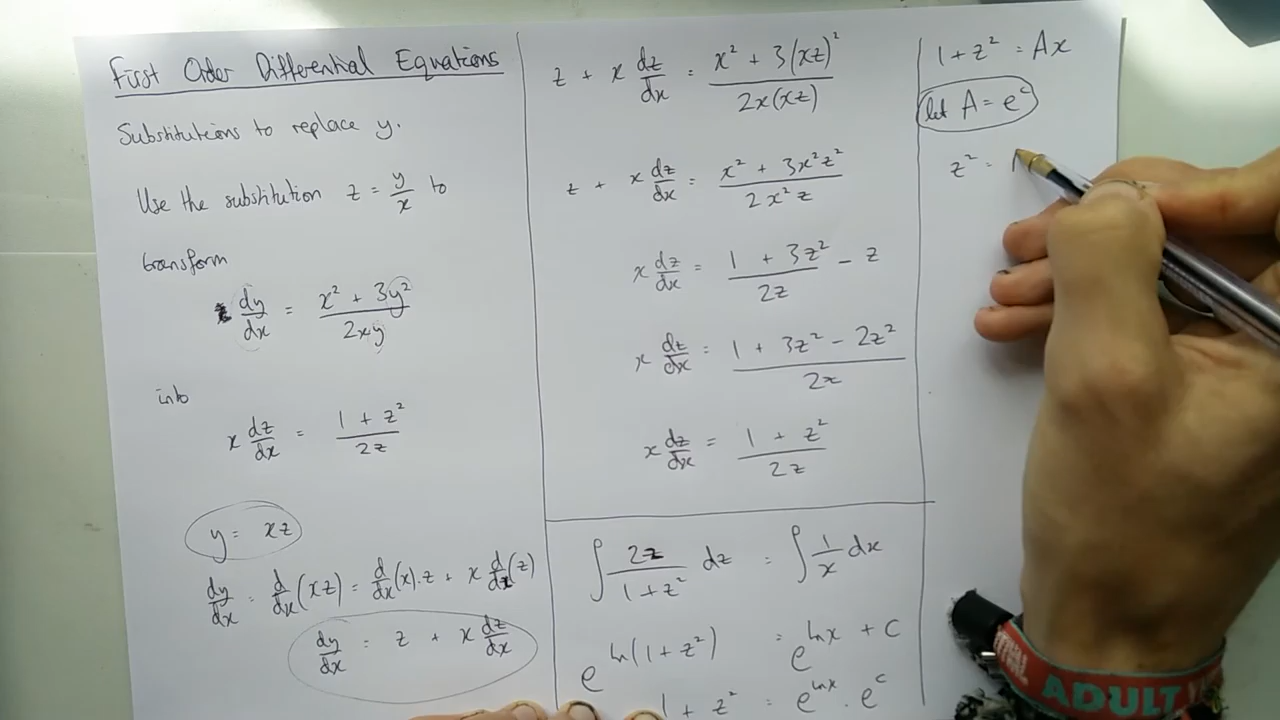 First Order Differential Equations
Substitutions to replace y.
Use the substitution z = y/x to
transform
dy/dx = (x² + 3y²)/(2xy)
into
x dz/dx = (1 + z²)/(2z)
y = xz
dy/dx = d/dx(xz) = d/dx(x).z + x d/dx(z)
dy/dx = z + x dz/dx
z + x dz/dx = (x² + 3(xz)²)/(2x(xz))
z + x dz/dx = (x² + 3x²z²)/(2x²z)
x dz/dx = (1 + 3z²)/(2z) - z
x dz/dx = (1 + 3z² - 2z²)/(2x)
x dz/dx = (1 + z²)/(2z)
∫ 2z/(1+z²) dz = ∫ 1/x dx
e^(ln(1+z²)) = e^(lnx + c)
1 + z² = e^(lnx) . e^c
1 + z² = Ax
let A = e^c
z² =
ADULT